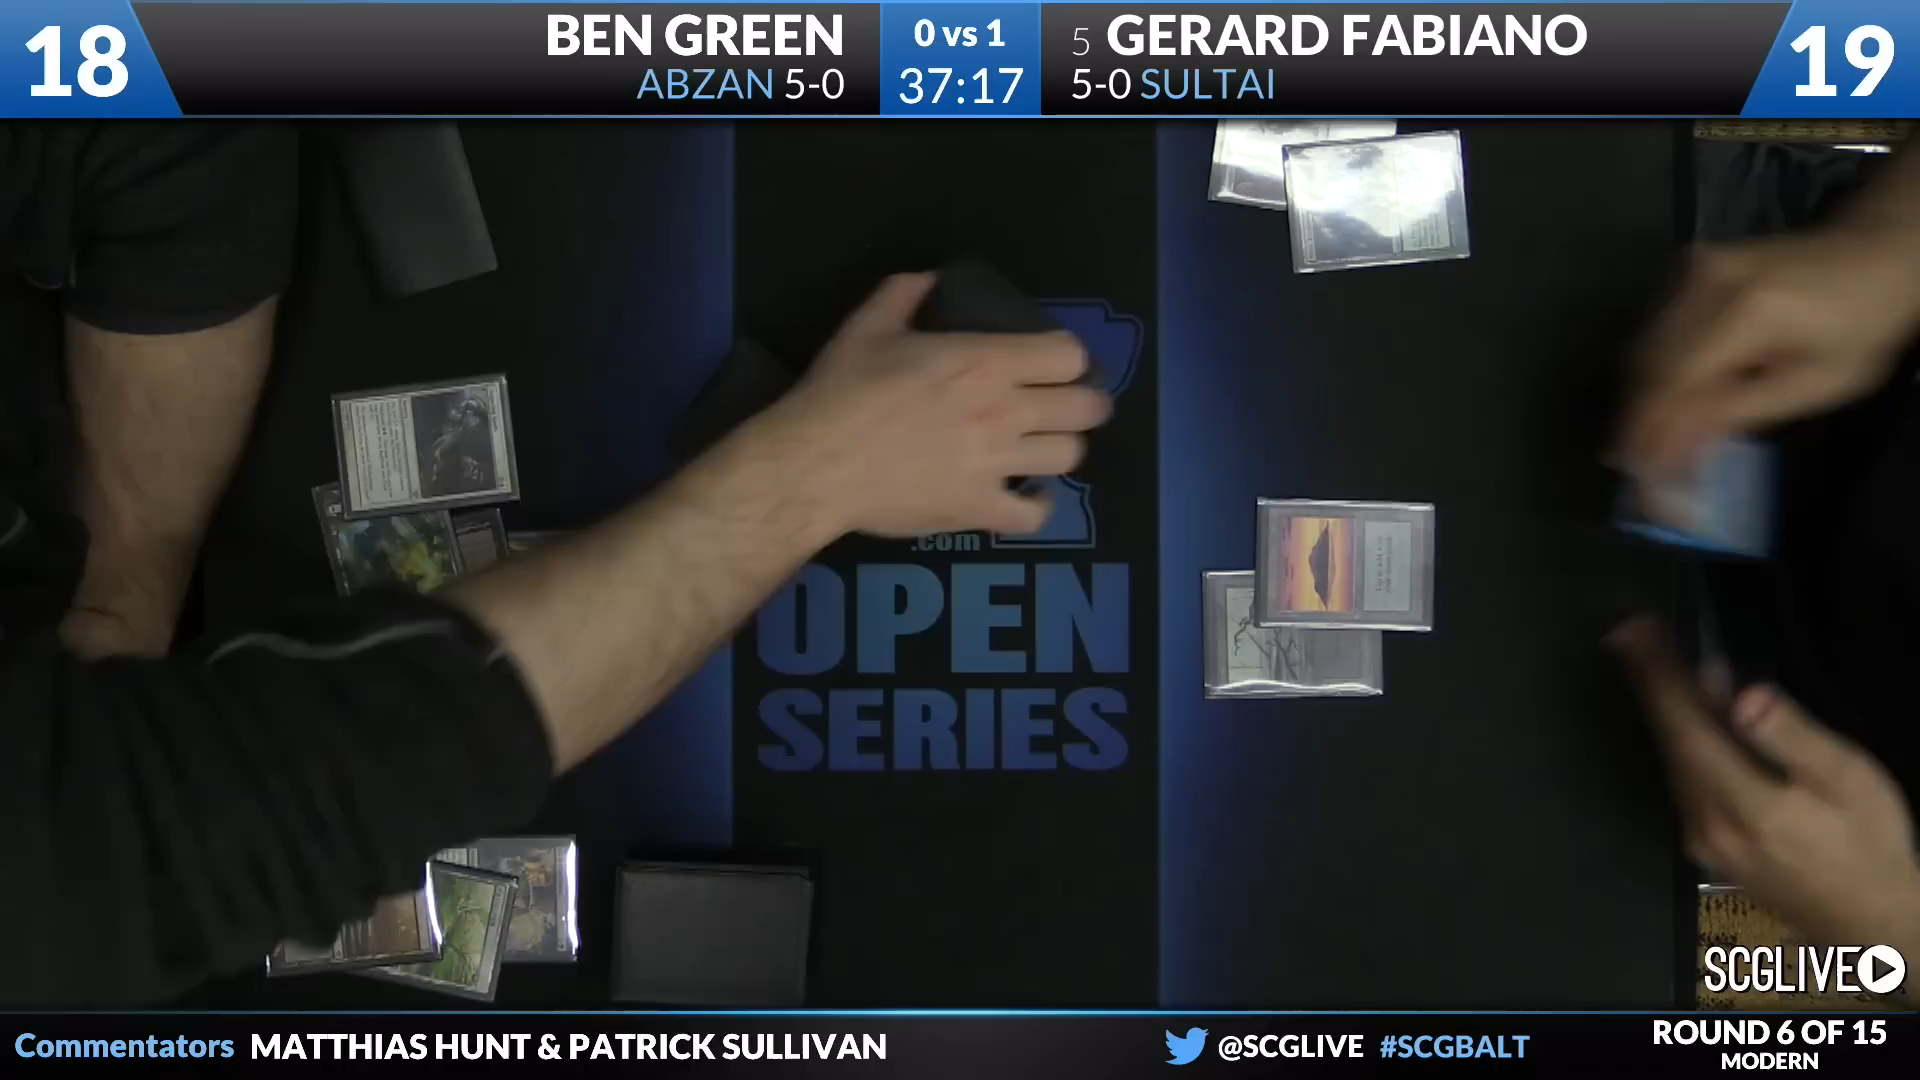 18
BEN GREEN
ABZAN 5-0
0 vs 1
37:17
5 GERARD FABIANO
5-0 SULTAI
19
.com
OPEN
SERIES
SCGLIVE
Commentators MATTHIAS HUNT & PATRICK SULLIVAN
@SCGLIVE #SCGBALT
ROUND 6 OF 15
MODERN